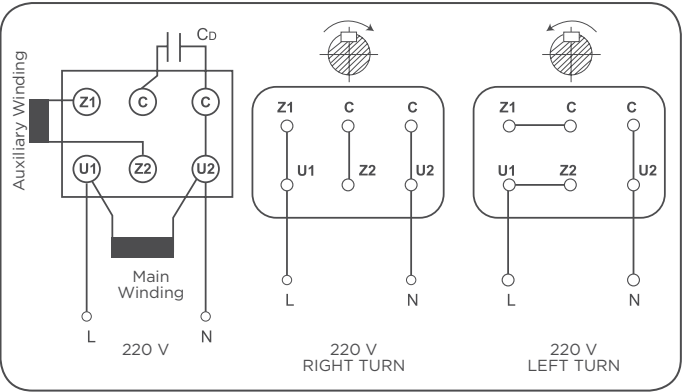 Auxiliary Winding
CD
Z1 C C
U1 Z2 U2
Main
Winding
L N
220 V
Z1 C C
U1 Z2 U2
L N
220 V
RIGHT TURN
Z1 C C
U1 Z2 U2
L N
220 V
LEFT TURN